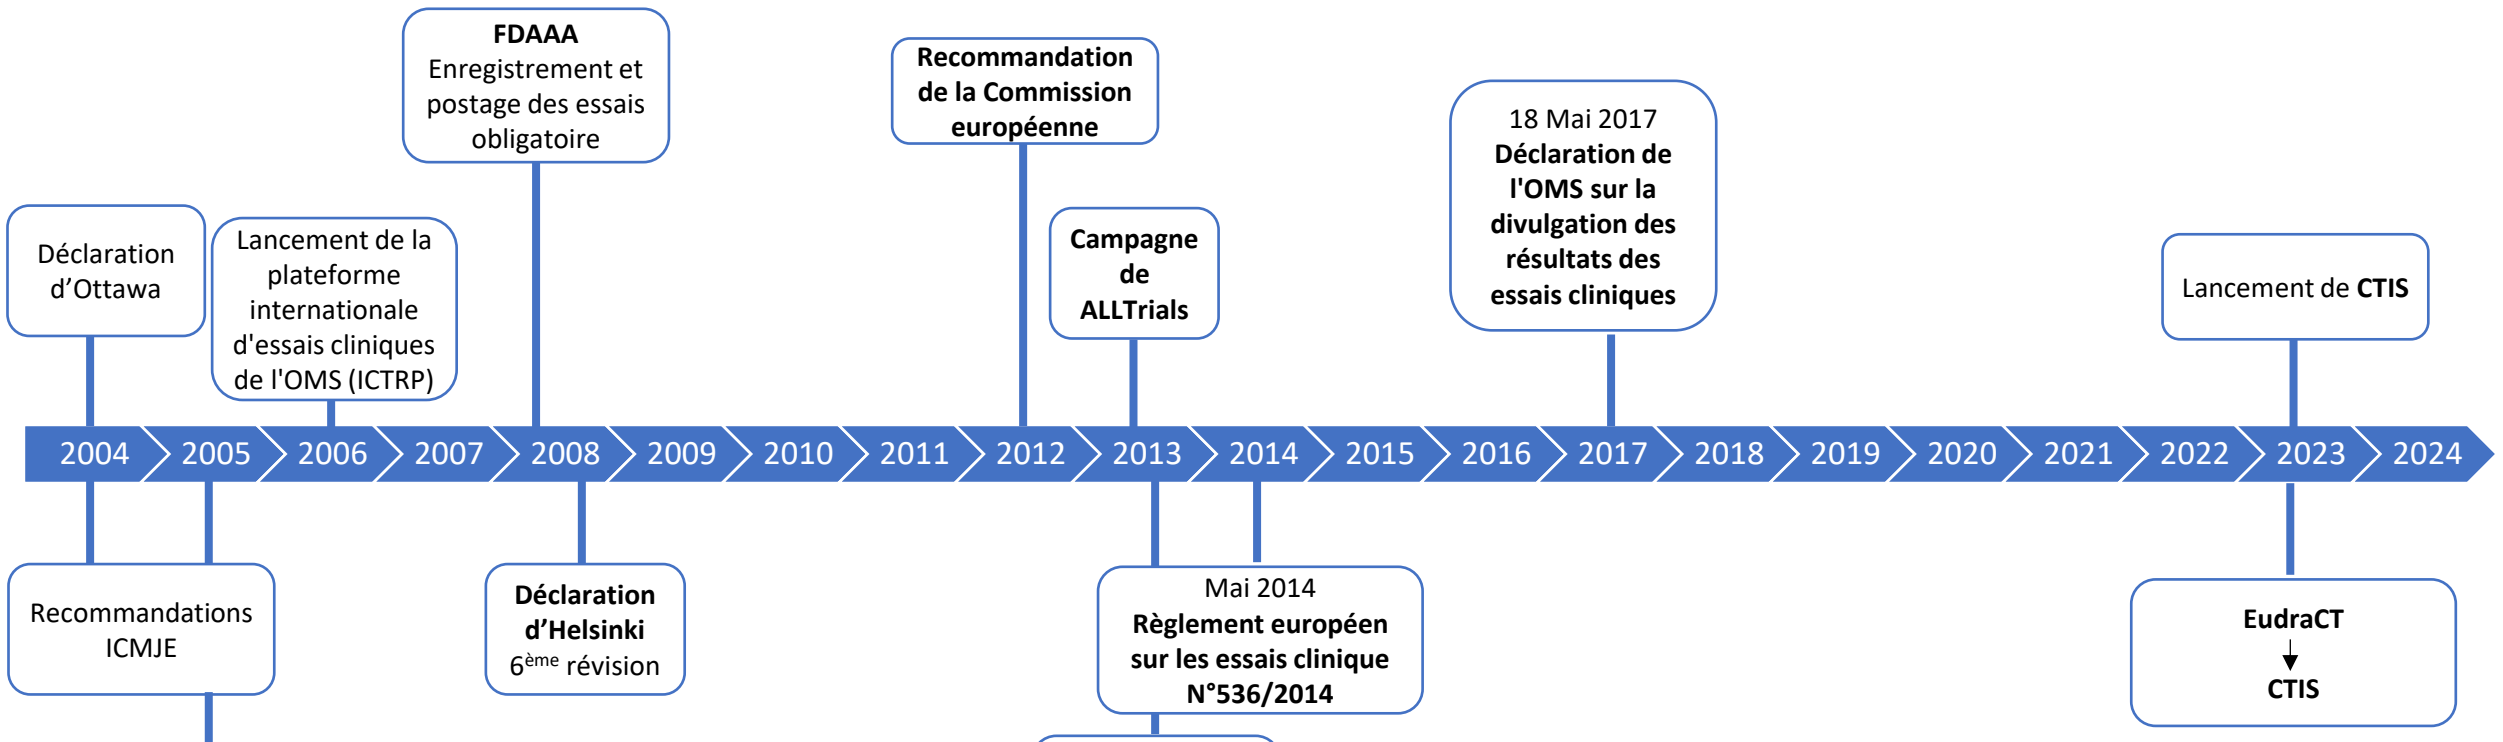 FDAAA
Enregistrement et
postage des essais
obligatoire
Recommandation
de la Commission
européenne
18 Mai 2017
Déclaration de
l'OMS sur la
divulgation des
résultats des
essais cliniques
Déclaration
d’Ottawa
Lancement de la
plateforme
internationale
d'essais cliniques
de l'OMS (ICTRP)
Campagne
de
ALLTrials
Lancement de CTIS
2004 2005 2006 2007 2008 2009 2010 2011 2012 2013 2014 2015 2016 2017 2018 2019 2020 2021 2022 2023 2024
Recommandations
ICMJE
Déclaration
d’Helsinki
6ème révision
Mai 2014
Règlement européen
sur les essais clinique
N°536/2014
EudraCT
CTIS